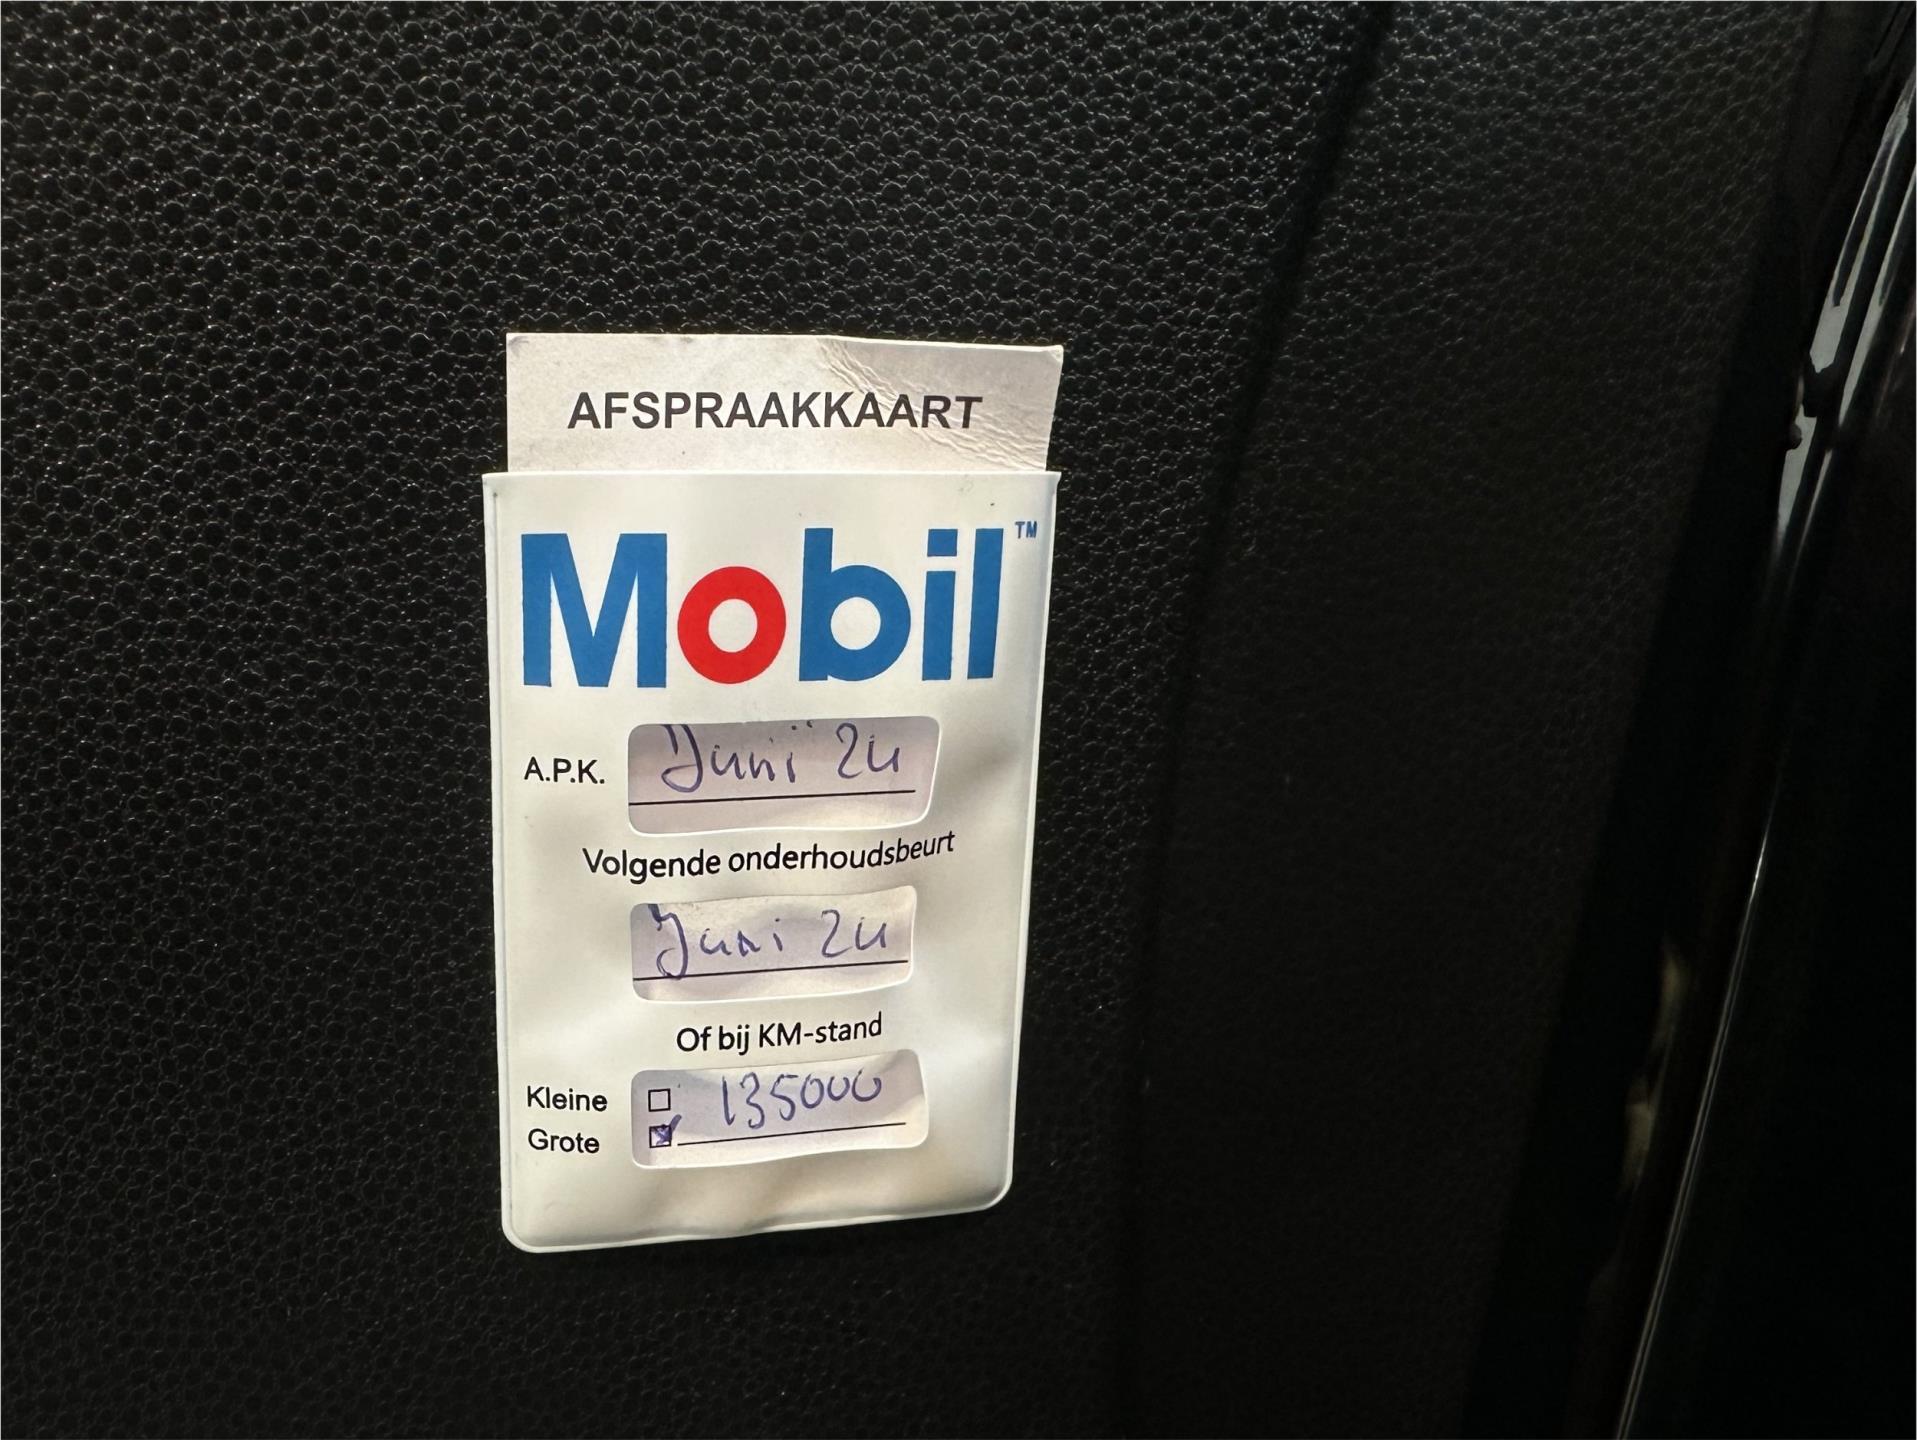 AFSPRAAKKAART
Mobil™
A.P.K. Juni 24
Volgende onderhoudsbeurt
Juni 24
Of bij KM-stand
Kleine ☐ 135000
Grote ☒